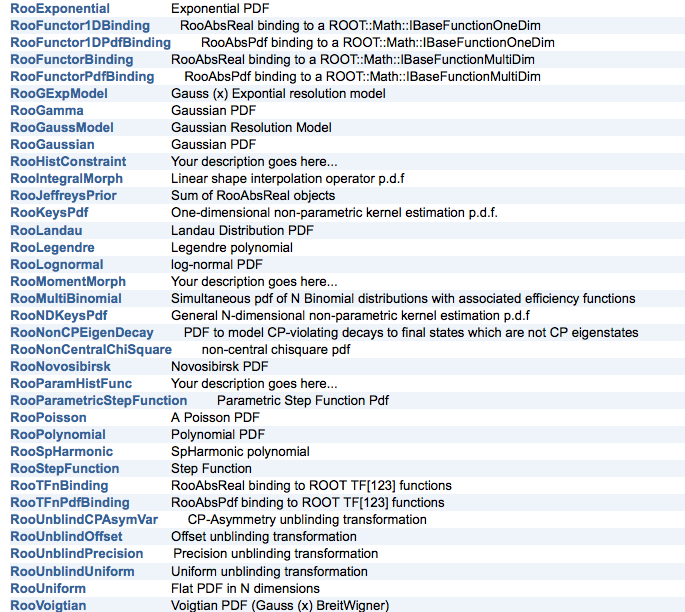 RooExponential Exponential PDF
RooFunctor1DBinding RooAbsReal binding to a ROOT::Math::IBaseFunctionOneDim
RooFunctor1DPdfBinding RooAbsPdf binding to a ROOT::Math::IBaseFunctionOneDim
RooFunctorBinding RooAbsReal binding to a ROOT::Math::IBaseFunctionMultiDim
RooFunctorPdfBinding RooAbsPdf binding to a ROOT::Math::IBaseFunctionMultiDim
RooGExpModel Gauss (x) Expontial resolution model
RooGamma Gaussian PDF
RooGaussModel Gaussian Resolution Model
RooGaussian Gaussian PDF
RooHistConstraint Your description goes here...
RooIntegralMorph Linear shape interpolation operator p.d.f
RooJeffreysPrior Sum of RooAbsReal objects
RooKeysPdf One-dimensional non-parametric kernel estimation p.d.f.
RooLandau Landau Distribution PDF
RooLegendre Legendre polynomial
RooLognormal log-normal PDF
RooMomentMorph Your description goes here...
RooMultiBinomial Simultaneous pdf of N Binomial distributions with associated efficiency functions
RooNDKeysPdf General N-dimensional non-parametric kernel estimation p.d.f
RooNonCPEigenDecay PDF to model CP-violating decays to final states which are not CP eigenstates
RooNonCentralChiSquare non-central chisquare pdf
RooNovosibirsk Novosibirsk PDF
RooParamHistFunc Your description goes here...
RooParametricStepFunction Parametric Step Function Pdf
RooPoisson A Poisson PDF
RooPolynomial Polynomial PDF
RooSpHarmonic SpHarmonic polynomial
RooStepFunction Step Function
RooTFnBinding RooAbsReal binding to ROOT TF[123] functions
RooTFnPdfBinding RooAbsPdf binding to ROOT TF[123] functions
RooUnblindCPAsymVar CP-Asymmetry unblinding transformation
RooUnblindOffset Offset unblinding transformation
RooUnblindPrecision Precision unblinding transformation
RooUnblindUniform Uniform unblinding transformation
RooUniform Flat PDF in N dimensions
RooVoigtian Voigtian PDF (Gauss (x) BreitWigner)